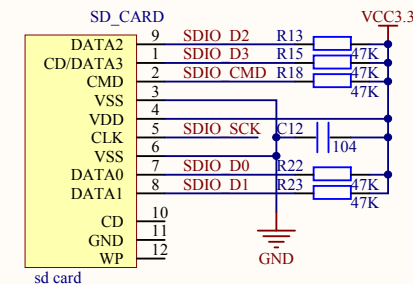 SD_CARD
VCC3.3
DATA2 9 SDIO_D2 R13 47K
CD/DATA3 1 SDIO_D3 R15 47K
CMD 2 SDIO_CMD R18 47K
VSS 3
VDD 4
CLK 5 SDIO_SCK C12 104
VSS 6
DATA0 7 SDIO_D0 R22 47K
DATA1 8 SDIO_D1 R23 47K
CD 10
GND 11
WP 12
GND
sd card